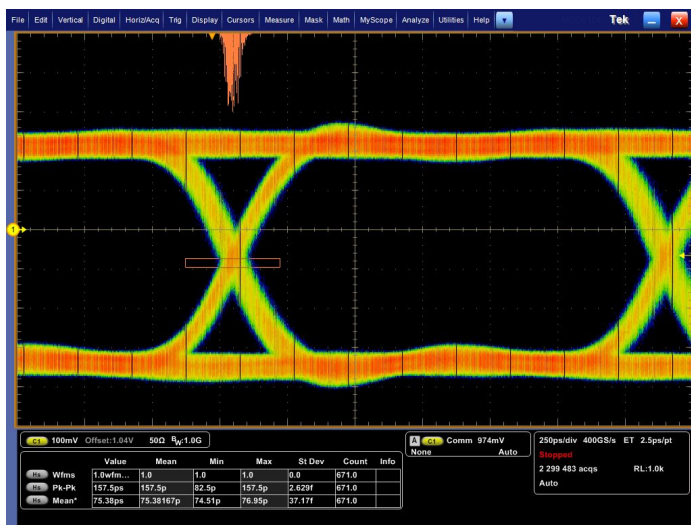 File Edit Vertical Digital Horiz/Acq Trig Display Cursors Measure Mask Math MyScope Analyze Utilities Help Tek X
1
C1 100mV Offset:1.04V 50Ω BW:1.0G
A C1 Comm 974mV
None Auto
250ps/div 400GS/s ET 2.5ps/pt
Stopped
2 299 483 acqs RL:1.0k
Auto
Value Mean Min Max St Dev Count Info
Hs Wfms 1.0wfm... 1.0 1.0 1.0 0.0 671.0
Hs Pk-Pk 157.5ps 157.5p 82.5p 157.5p 2.629f 671.0
Hs Mean* 75.38ps 75.38167p 74.51p 76.95p 37.17f 671.0